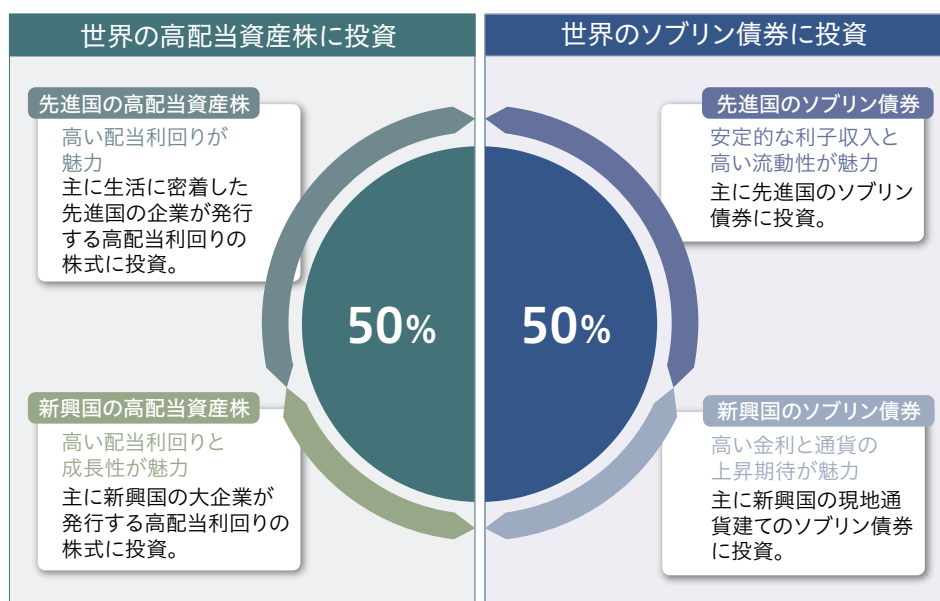 世界の高配当資産株に投資
先進国の高配当資産株
高い配当利回りが
魅力
主に生活に密着した
先進国の企業が発行
する高配当利回りの
株式に投資。
50%
新興国の高配当資産株
高い配当利回りと
成長性が魅力
主に新興国の大企業が
発行する高配当利回りの
株式に投資。
世界のソブリン債券に投資
先進国のソブリン債券
安定的な利子収入と
高い流動性が魅力
主に先進国のソブリン
債券に投資。
50%
新興国のソブリン債券
高い金利と通貨の
上昇期待が魅力
主に新興国の現地通
貨建てのソブリン債券
に投資。